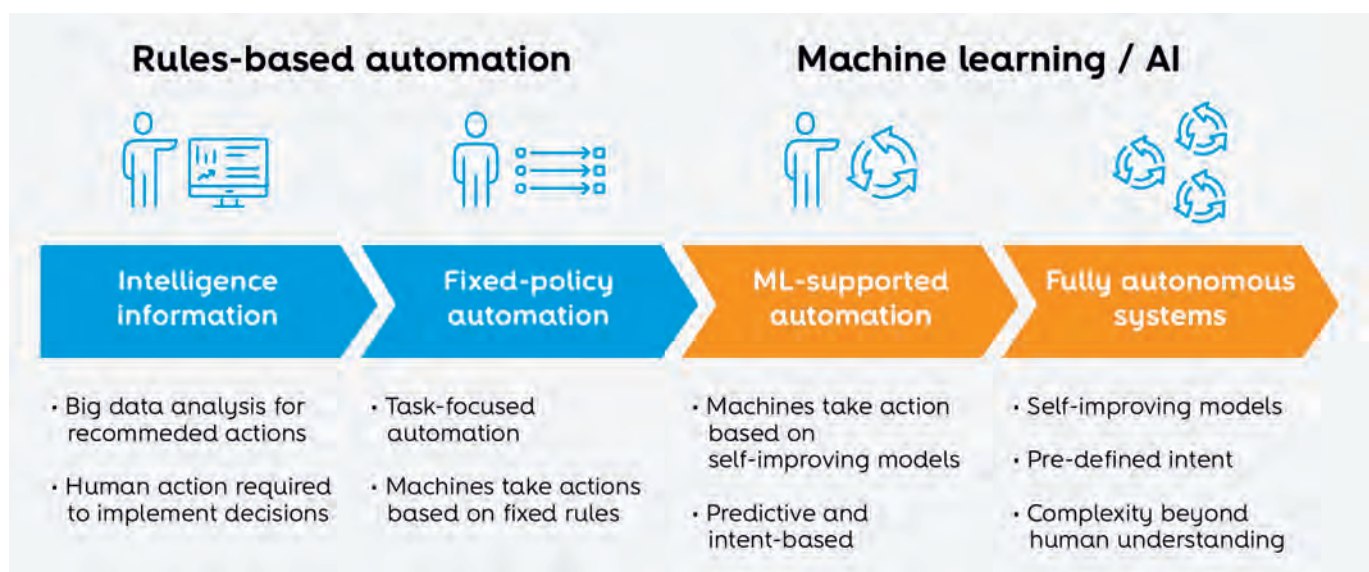 Rules-based automation
Machine learning / AI
Intelligence
information
Fixed-policy
automation
ML-supported
automation
Fully autonomous
systems
· Big data analysis for
recommeded actions
· Human action required
to implement decisions
· Task-focused
automation
· Machines take actions
based on fixed rules
· Machines take action
based on
self-improving models
· Predictive and
intent-based
· Self-improving models
· Pre-defined intent
· Complexity beyond
human understanding